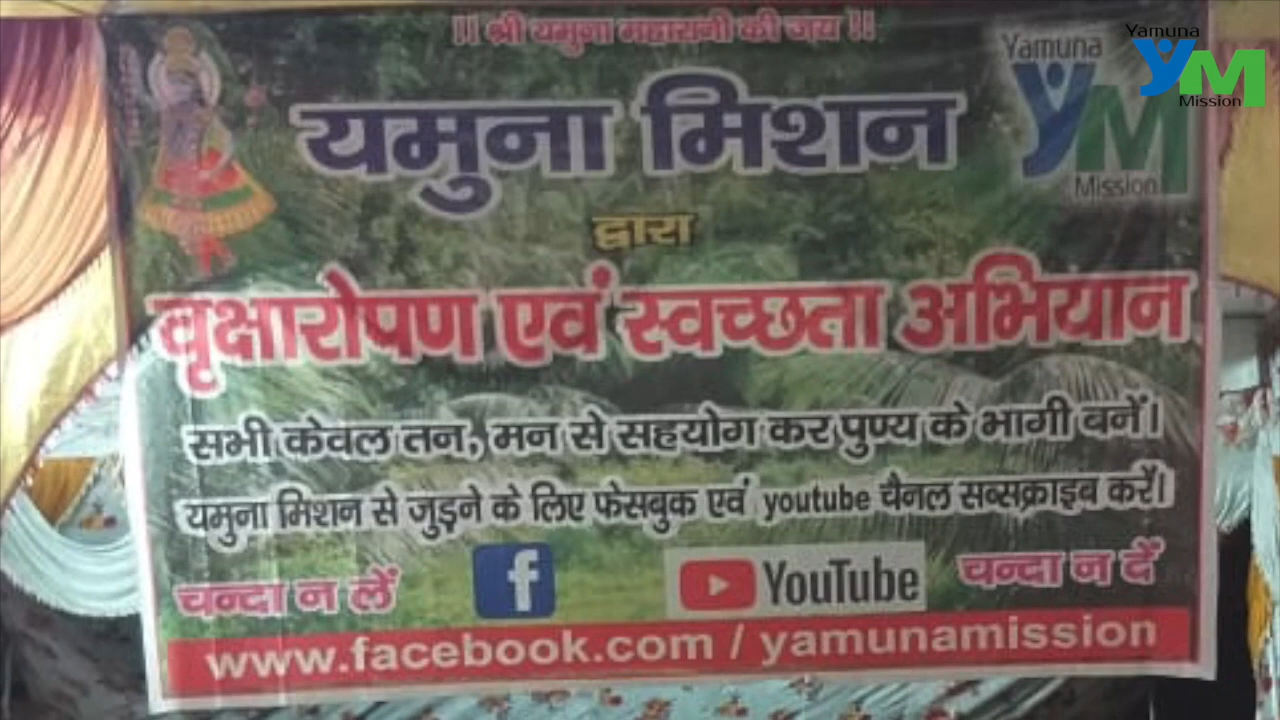 !! श्री यमुना महारानी की जय !!
Yamuna
YM
Mission
Yamuna
YM
Mission
यमुना मिशन
द्वारा
वृक्षारोपण एवं स्वच्छता अभियान
सभी केवल तन, मन से सहयोग कर पुण्य के भागी बनें।
यमुना मिशन से जुड़ने के लिए फेसबुक एवं youtube चैनल सब्सक्राइब करें।
चन्दा न लें f YouTube चन्दा न दें
www.facebook.com / yamunamission